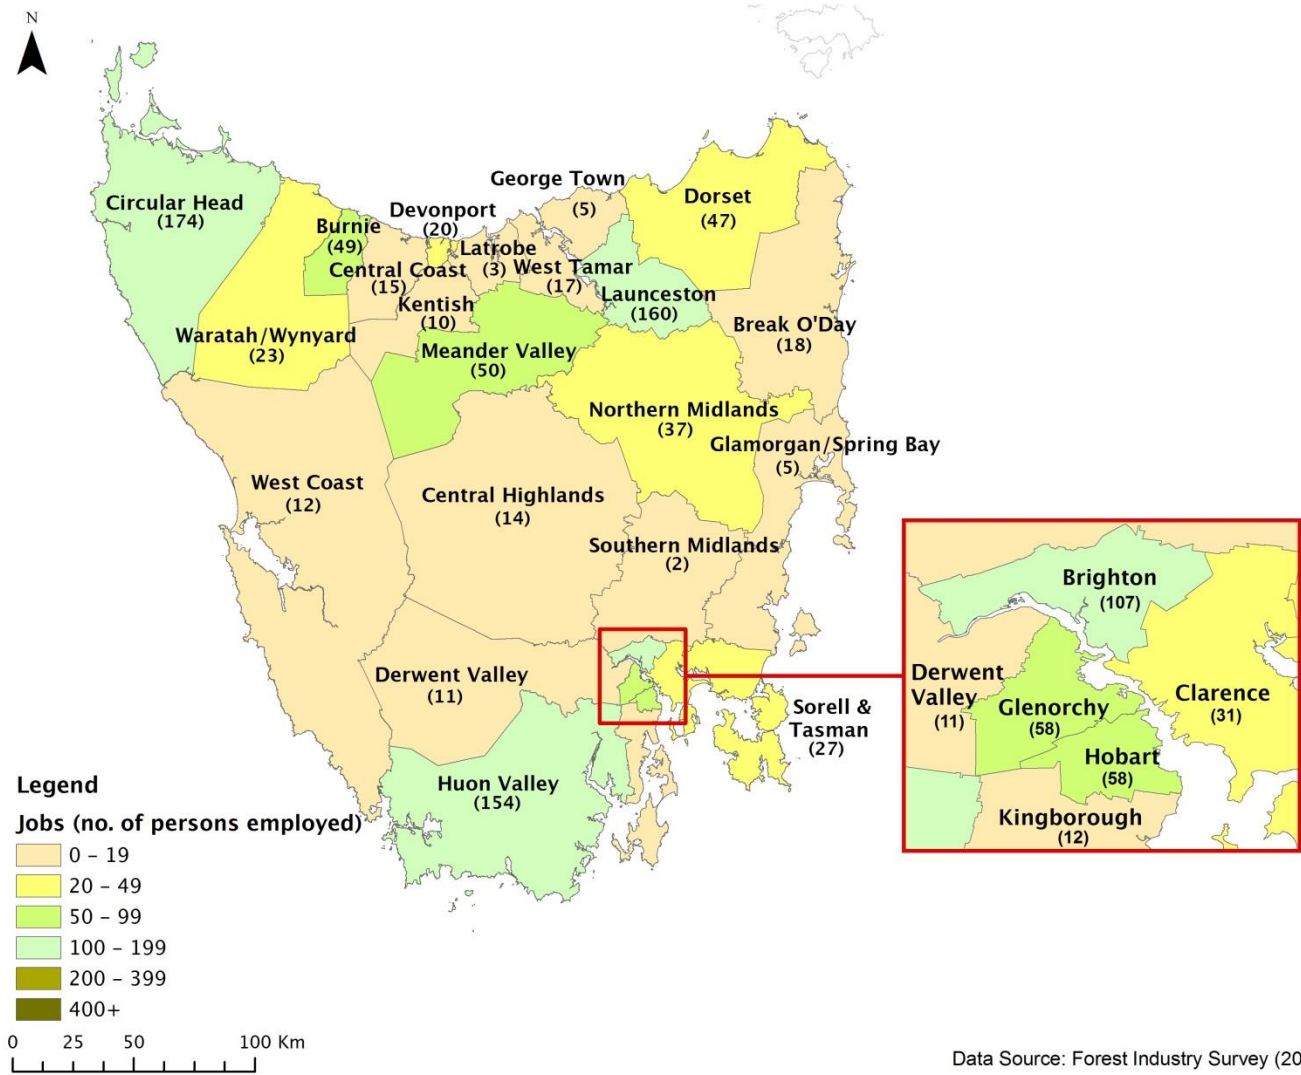 N
George Town
(5)
Dorset
(47)
Circular Head
(174)
Devonport
(20)
Burnie
(49)
Latrobe
(3)
Central Coast
(15)
West Tamar
(17)
Kentish
(10)
Launceston
(160)
Waratah/Wynyard
(23)
Break O'Day
(18)
Meander Valley
(50)
Northern Midlands
(37)
Glamorgan/Spring Bay
(5)
West Coast
(12)
Central Highlands
(14)
Southern Midlands
(2)
Derwent Valley
(11)
Sorell &
Tasman
(27)
Huon Valley
(154)
Brighton
(107)
Derwent
Valley
(11)
Glenorchy
(58)
Clarence
(31)
Hobart
(58)
Kingborough
(12)
Legend
Jobs (no. of persons employed)
0 – 19
20 – 49
50 – 99
100 – 199
200 – 399
400+
0 25 50 100 Km
Data Source: Forest Industry Survey (20